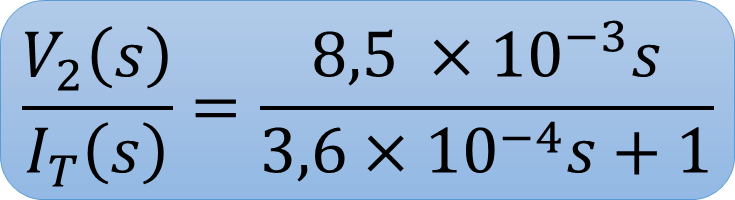 V₂(s) / I_T(s) = 8,5 × 10⁻³s / 3,6 × 10⁻⁴s + 1